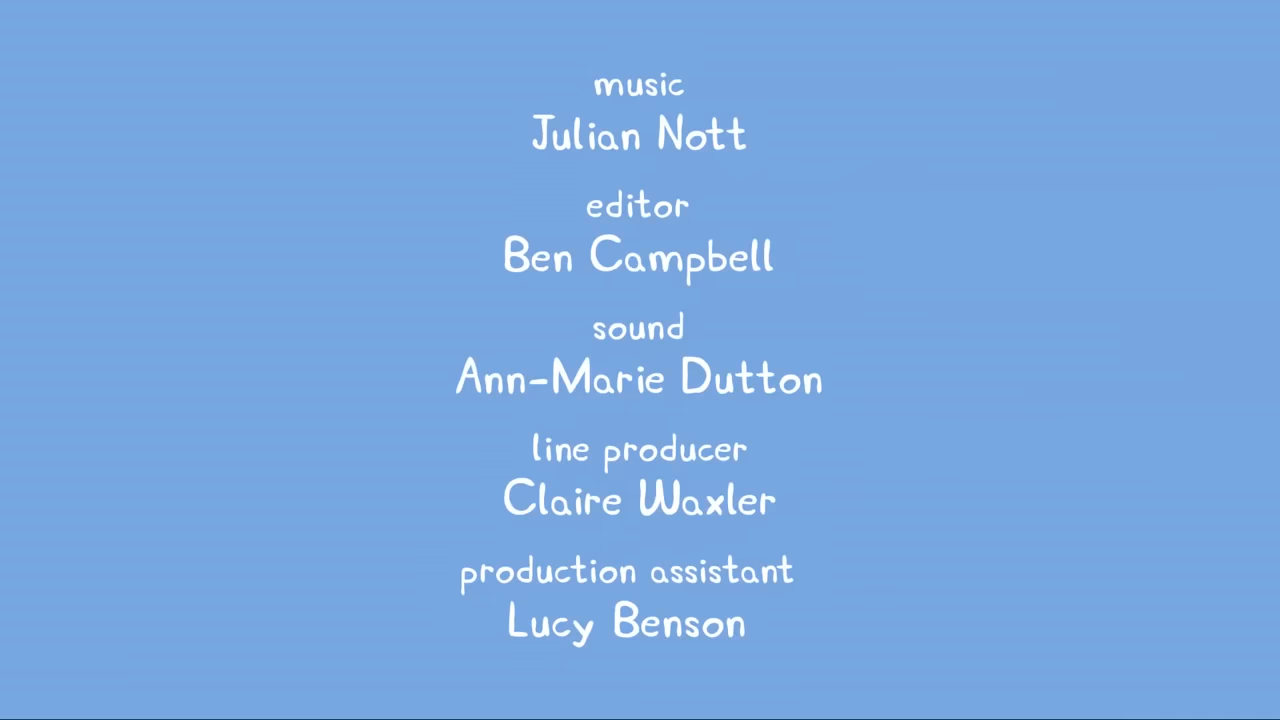 music
Julian Nott
editor
Ben Campbell
sound
Ann-Marie Dutton
line producer
Claire Waxler
production assistant
Lucy Benson